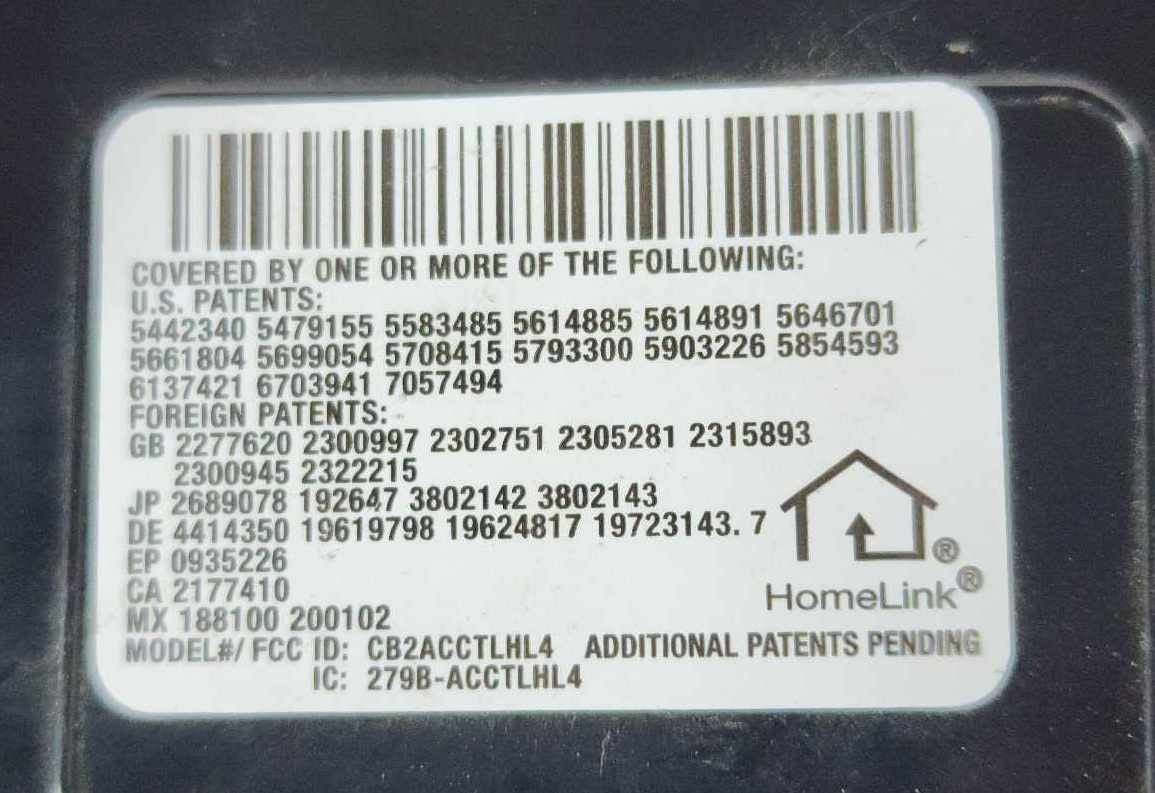 COVERED BY ONE OR MORE OF THE FOLLOWING:
U.S. PATENTS:
5442340 5479155 5583485 5614885 5614891 5646701
5661804 5699054 5708415 5793300 5903226 5854593
6137421 6703941 7057494
FOREIGN PATENTS:
GB 2277620 2300997 2302751 2305281 2315893
2300945 2322215
JP 2689078 192647 3802142 3802143
DE 4414350 19619798 19624817 19723143. 7
EP 0935226
CA 2177410
MX 188100 200102
®
HomeLink®
MODEL#/ FCC ID: CB2ACCTLHL4 ADDITIONAL PATENTS PENDING
IC: 279B-ACCTLHL4